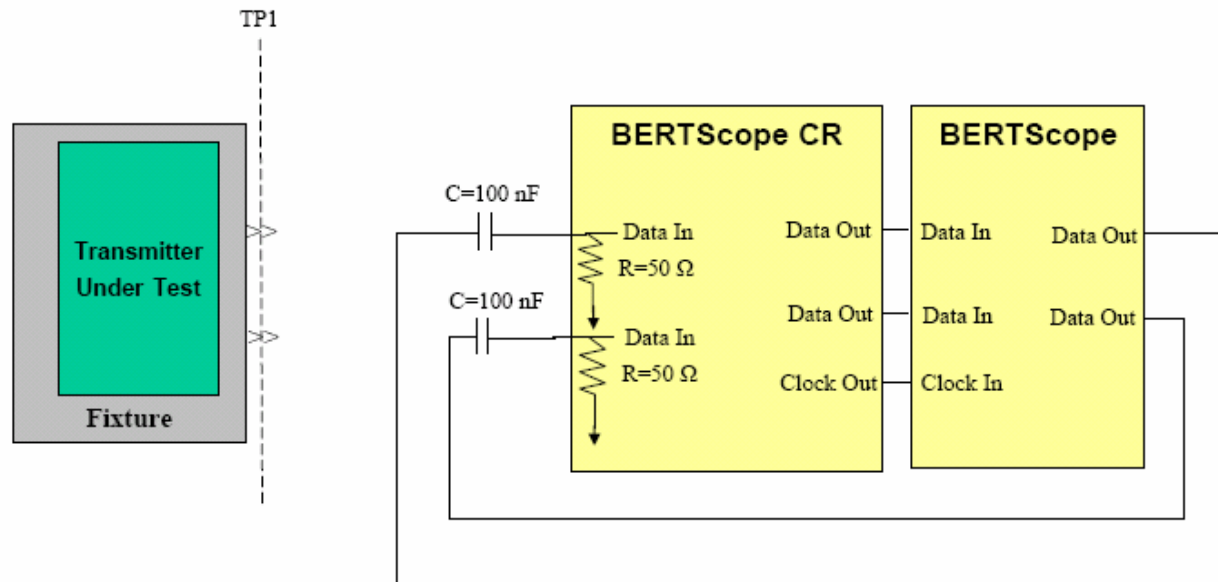 TP1
BERTScope CR
BERTScope
C=100 nF
Data In
Data Out
Data In
Data Out
Transmitter
Under Test
R=50 Ω
C=100 nF
Data Out
Data In
Data Out
Data In
R=50 Ω
Clock Out
Clock In
Fixture